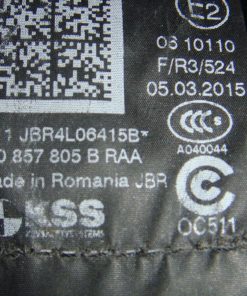 E2
06 10110
F/R3/524
05.03.2015
1 JBR4L06415B*
CCC S
0 857 805 B RAA
A040044
ade in Romania JBR
C
KSS
OC511